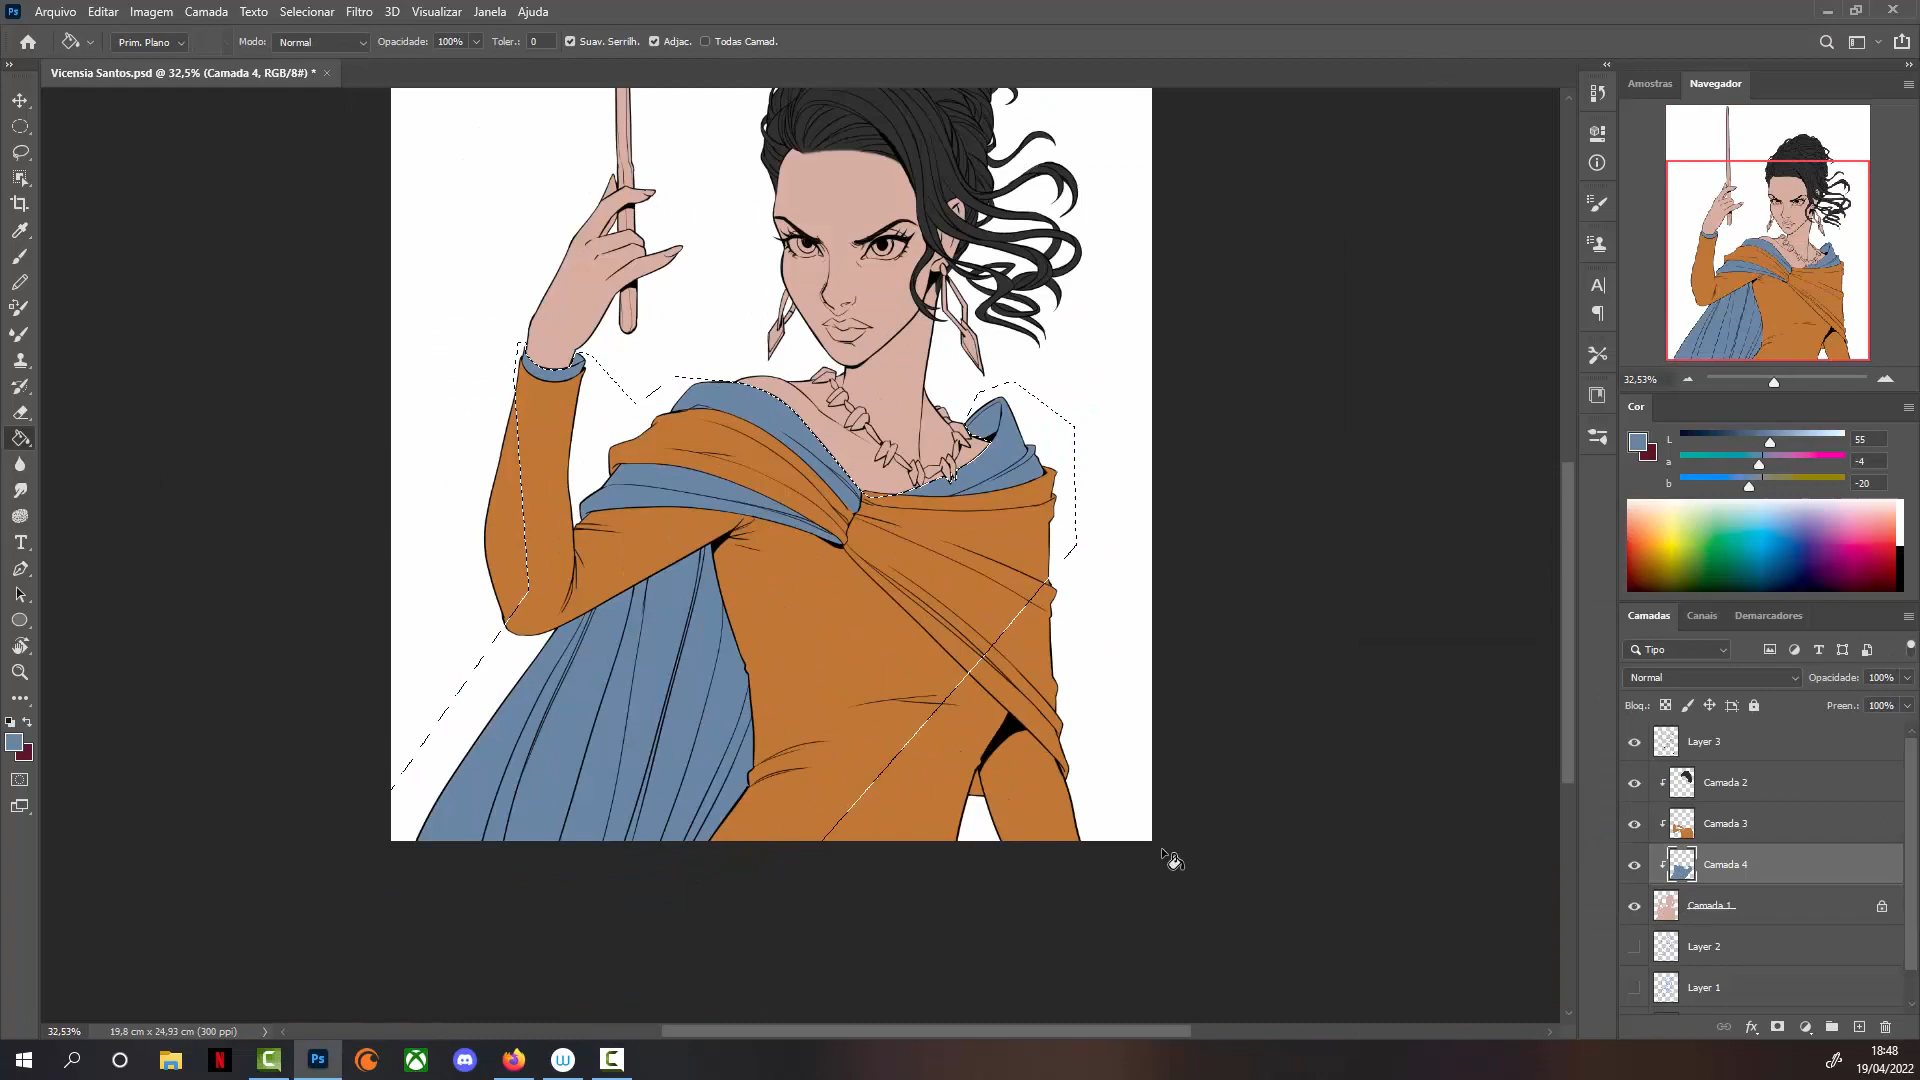 Ps Arquivo Editar Imagem Camada Texto Selecionar Filtro 3D Visualizar Janela Ajuda
Prim. Plano Modo: Normal Opacidade: 100% Toler.: 0 Suav. Serrilh. Adjac. Todas Camad.
Vicensia Santos.psd @ 32,5% (Camada 4, RGB/8#) * ×
Amostras Navegador
32,53%
Cor
L 55
a -4
b -20
Camadas Canais Demarcadores
Tipo
Normal Opacidade: 100%
Bloq.: Preen.: 100%
Layer 3
Camada 2
Camada 3
Camada 4
Camada 1
Layer 2
Layer 1
32,53% 19,8 cm x 24,93 cm (300 ppi)
18:48
19/04/2022